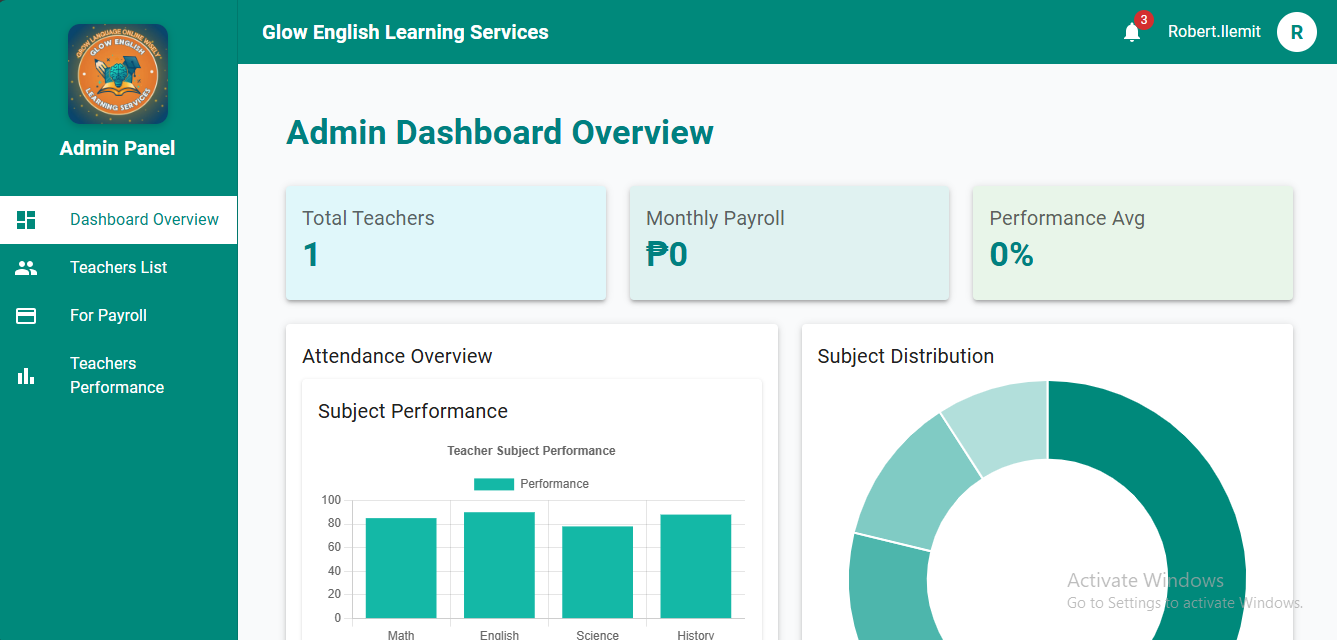 GROW LANGUAGE ONLINE WISELY
GLOW ENGLISH
LEARNING SERVICES
Admin Panel
Dashboard Overview
Teachers List
For Payroll
Teachers
Performance
Glow English Learning Services
3
Robert.llemit
R
Admin Dashboard Overview
Total Teachers
1
Monthly Payroll
₱0
Performance Avg
0%
Attendance Overview
Subject Performance
Teacher Subject Performance
Performance
100
80
60
40
20
0
Math English Science History
Subject Distribution
Activate Windows
Go to Settings to activate Windows.